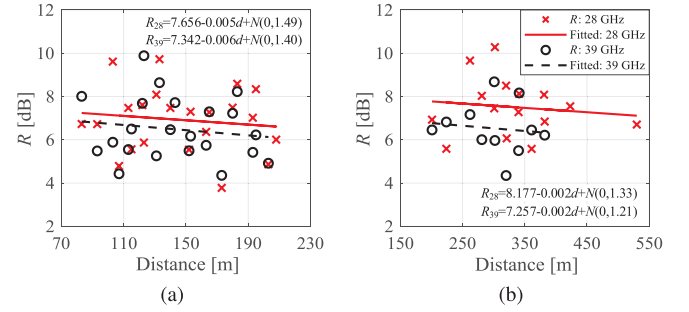 (a)
R28=7.656-0.005d+N(0,1.49)
R39=7.342-0.006d+N(0,1.40)
12
10
8
6
4
2
R [dB]
70 110 150 190 230
Distance [m]
(b)
R: 28 GHz
Fitted: 28 GHz
R: 39 GHz
Fitted: 39 GHz
12
10
8
6
4
2
R [dB]
R28=8.177-0.002d+N(0,1.33)
R39=7.257-0.002d+N(0,1.21)
150 250 350 450 550
Distance [m]
(a)
(b)